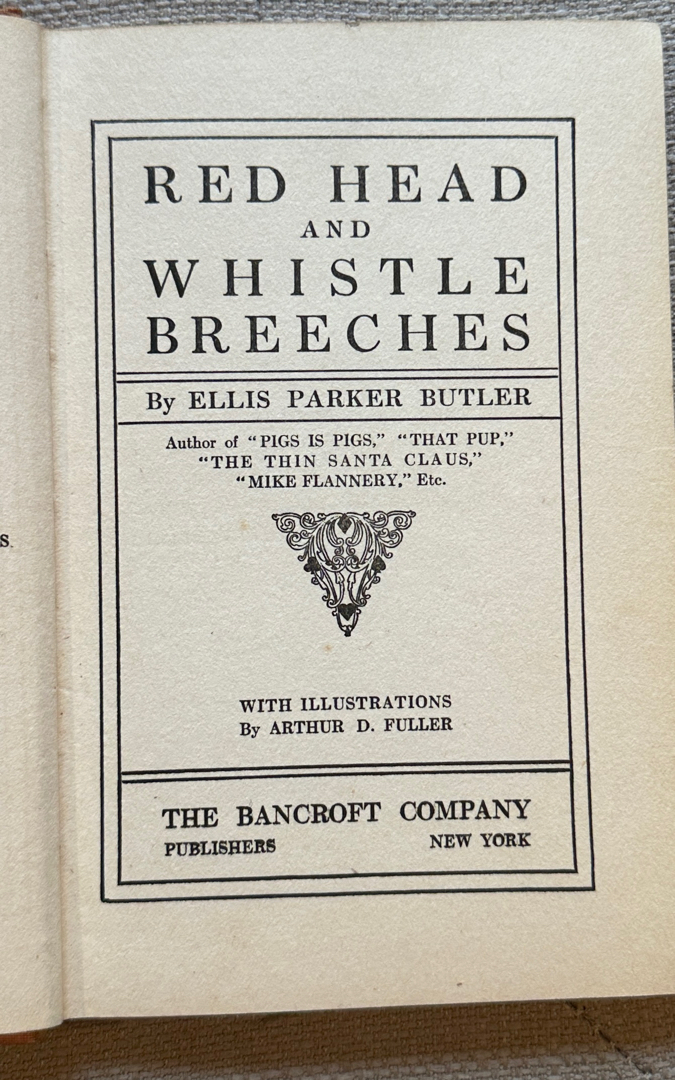 RED HEAD
AND
WHISTLE
BREECHES
By ELLIS PARKER BUTLER
Author of "PIGS IS PIGS," "THAT PUP,"
"THE THIN SANTA CLAUS,"
"MIKE FLANNERY," Etc.
WITH ILLUSTRATIONS
By ARTHUR D. FULLER
THE BANCROFT COMPANY
PUBLISHERS NEW YORK